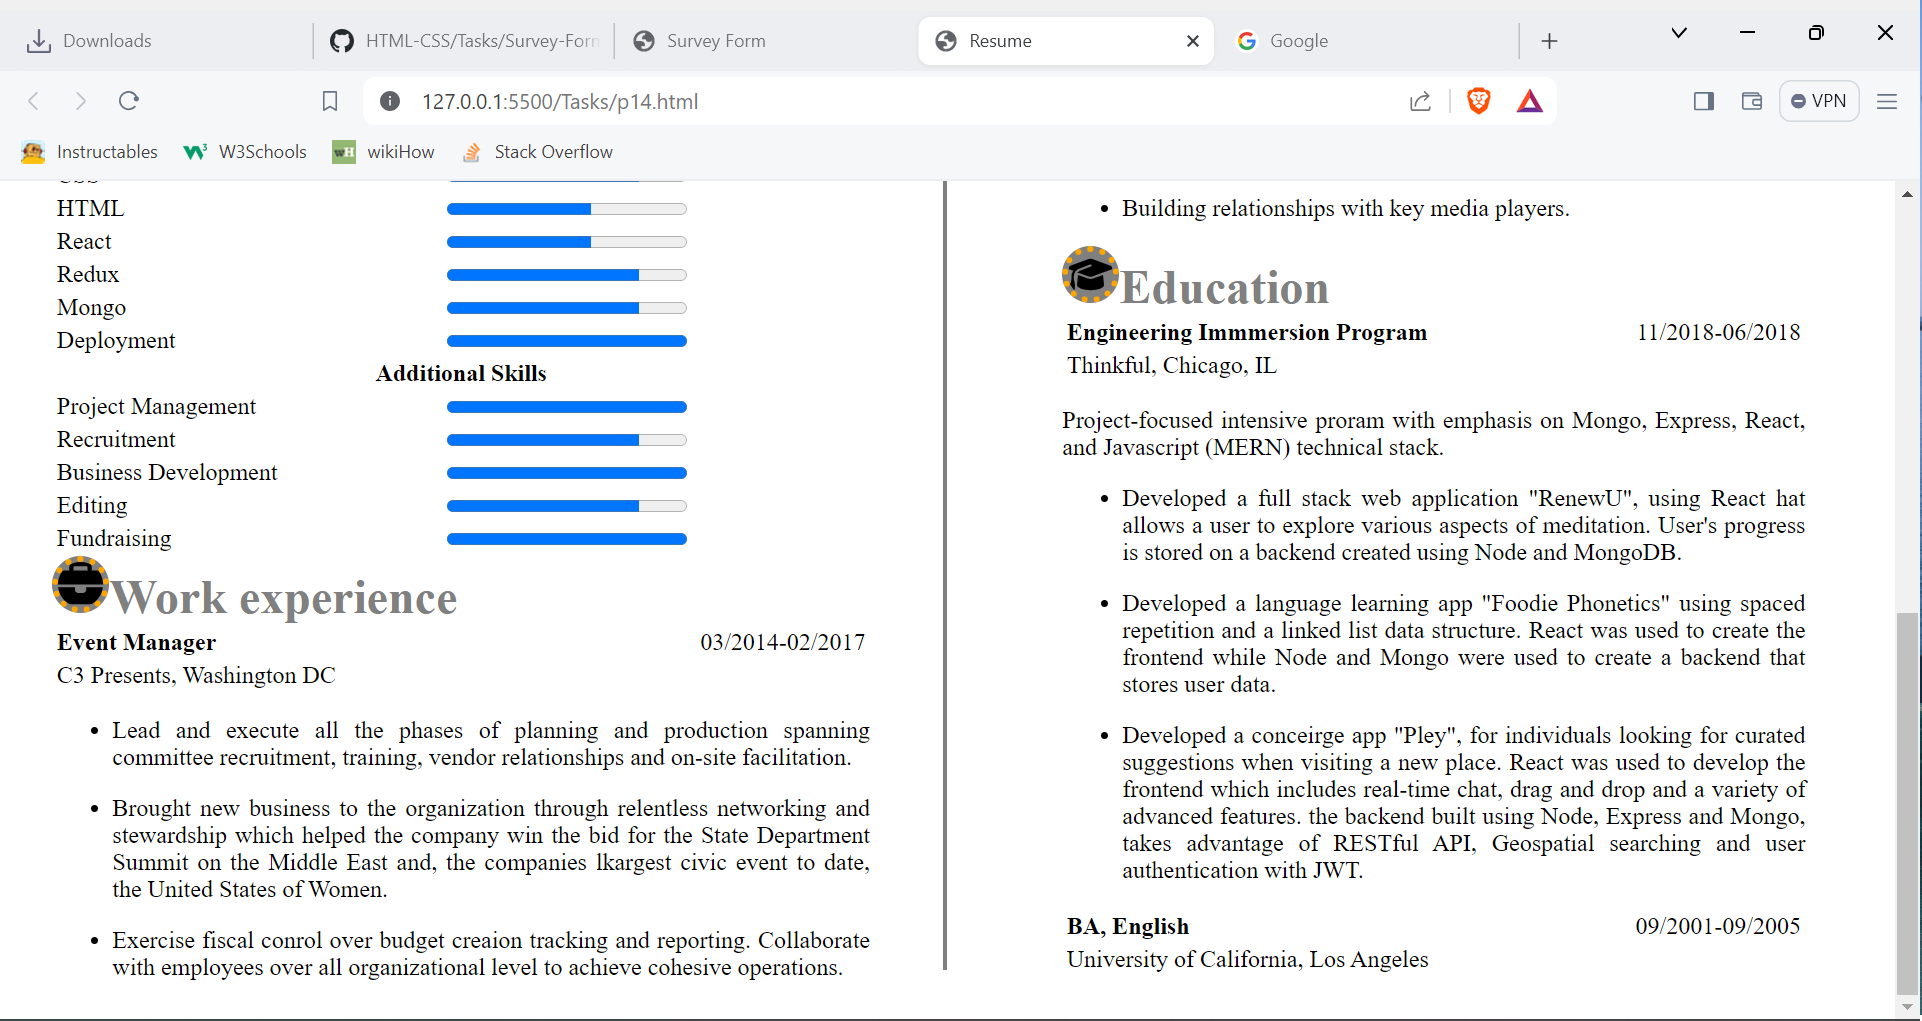 Downloads
HTML-CSS/Tasks/Survey-Forn
Survey Form
Resume
Google
127.0.0.1:5500/Tasks/p14.html
VPN
Instructables
W3Schools
wikiHow
Stack Overflow
CSS
HTML
React
Redux
Mongo
Deployment
Additional Skills
Project Management
Recruitment
Business Development
Editing
Fundraising
Work experience
Event Manager 03/2014-02/2017
C3 Presents, Washington DC
• Lead and execute all the phases of planning and production spanning
committee recruitment, training, vendor relationships and on-site facilitation.
• Brought new business to the organization through relentless networking and
stewardship which helped the company win the bid for the State Department
Summit on the Middle East and, the companies lkargest civic event to date,
the United States of Women.
• Exercise fiscal conrol over budget creaion tracking and reporting. Collaborate
with employees over all organizational level to achieve cohesive operations.
• Building relationships with key media players.
Education
Engineering Immmersion Program 11/2018-06/2018
Thinkful, Chicago, IL
Project-focused intensive proram with emphasis on Mongo, Express, React,
and Javascript (MERN) technical stack.
• Developed a full stack web application "RenewU", using React hat
allows a user to explore various aspects of meditation. User's progress
is stored on a backend created using Node and MongoDB.
• Developed a language learning app "Foodie Phonetics" using spaced
repetition and a linked list data structure. React was used to create the
frontend while Node and Mongo were used to create a backend that
stores user data.
• Developed a conceirge app "Pley", for individuals looking for curated
suggestions when visiting a new place. React was used to develop the
frontend which includes real-time chat, drag and drop and a variety of
advanced features. the backend built using Node, Express and Mongo,
takes advantage of RESTful API, Geospatial searching and user
authentication with JWT.
BA, English 09/2001-09/2005
University of California, Los Angeles